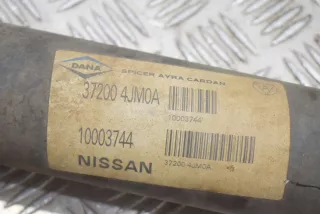 DANA
SPICER AYRA CARDAN
37200 4JM0A
10003744
10003744
NISSAN
37200 4JM0A